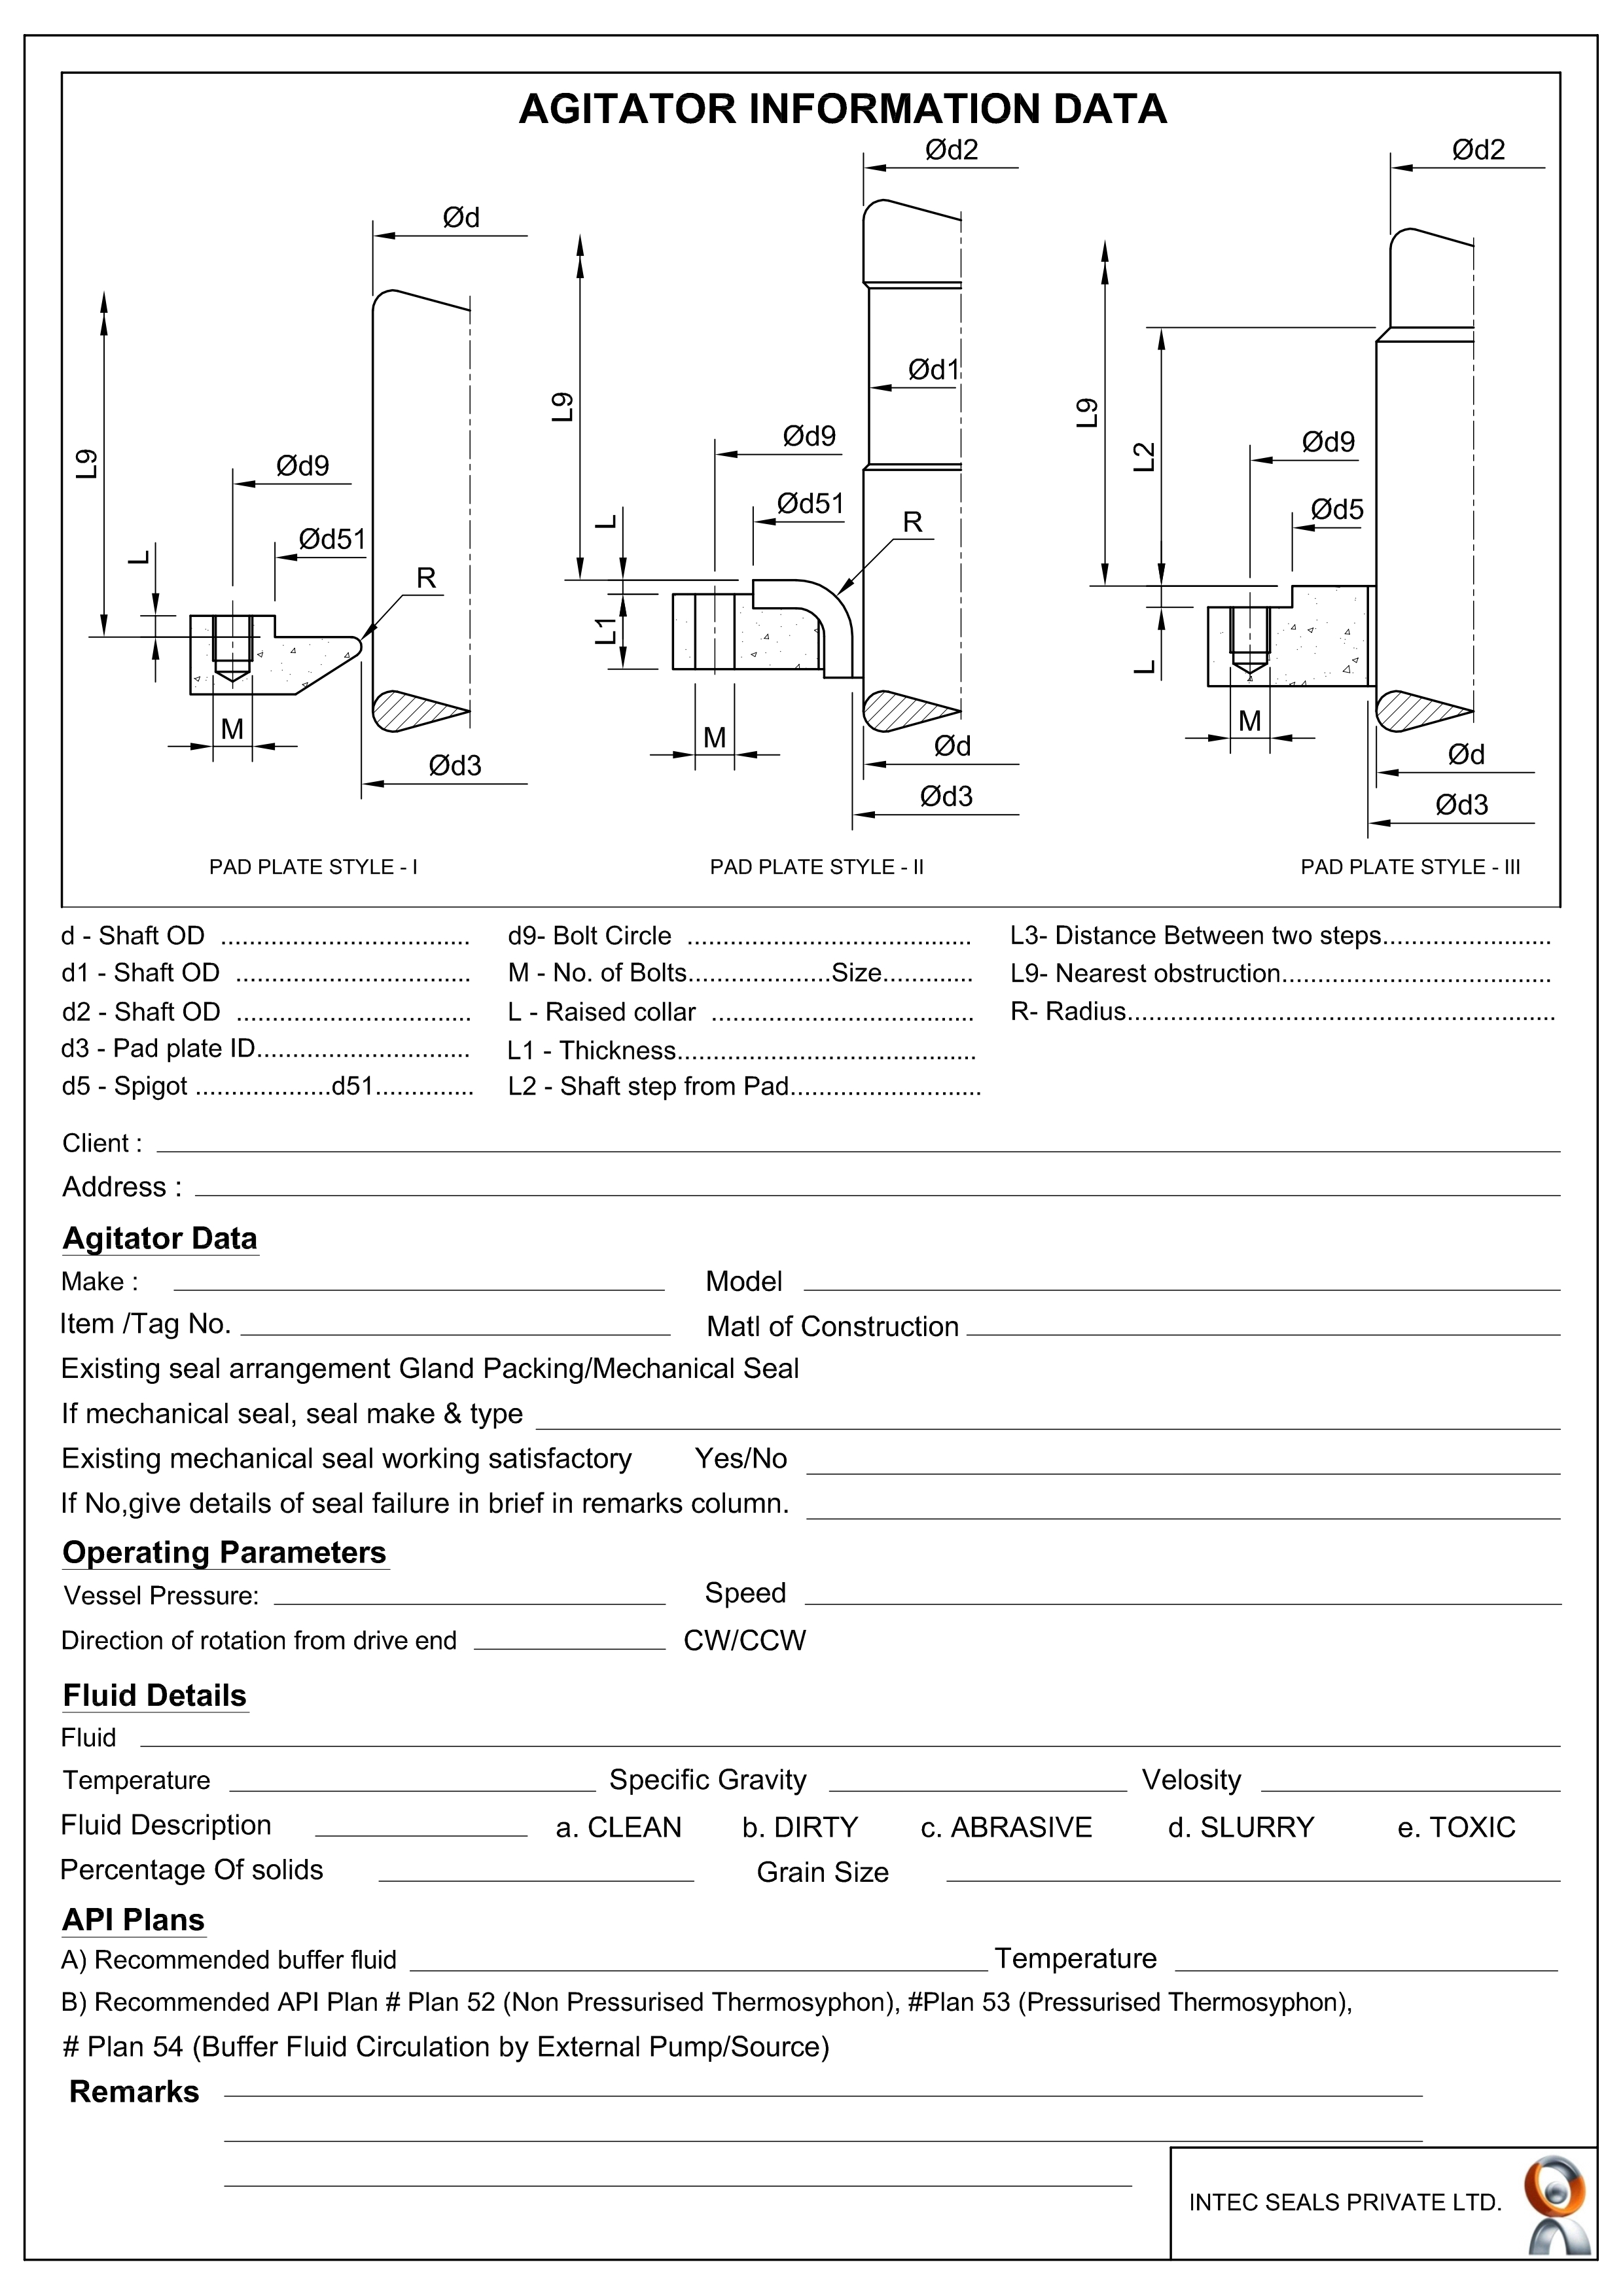 AGITATOR INFORMATION DATA
Ød
L9
Ød9
Ød51
L
R
M
Ød3
PAD PLATE STYLE - I
Ød2
L9
Ød1
Ød9
Ød51
L
R
L1
M
Ød
Ød3
PAD PLATE STYLE - II
Ød2
L9
L2
Ød9
Ød5
L
M
Ød
Ød3
PAD PLATE STYLE - III
d - Shaft OD .................................. d9- Bolt Circle ....................................... L3- Distance Between two steps.......................
d1 - Shaft OD ................................ M - No. of Bolts....................Size............ L9- Nearest obstruction.....................................
d2 - Shaft OD ................................ L - Raised collar .................................... R- Radius...........................................................
d3 - Pad plate ID............................. L1 - Thickness.........................................
d5 - Spigot ...................d51............. L2 - Shaft step from Pad..........................
Client :
Address :
Agitator Data
Make : Model
Item /Tag No. Matl of Construction
Existing seal arrangement Gland Packing/Mechanical Seal
If mechanical seal, seal make & type
Existing mechanical seal working satisfactory Yes/No
If No,give details of seal failure in brief in remarks column.
Operating Parameters
Vessel Pressure: Speed
Direction of rotation from drive end CW/CCW
Fluid Details
Fluid
Temperature Specific Gravity Velosity
Fluid Description a. CLEAN b. DIRTY c. ABRASIVE d. SLURRY e. TOXIC
Percentage Of solids Grain Size
API Plans
A) Recommended buffer fluid Temperature
B) Recommended API Plan # Plan 52 (Non Pressurised Thermosyphon), #Plan 53 (Pressurised Thermosyphon),
# Plan 54 (Buffer Fluid Circulation by External Pump/Source)
Remarks
INTEC SEALS PRIVATE LTD.